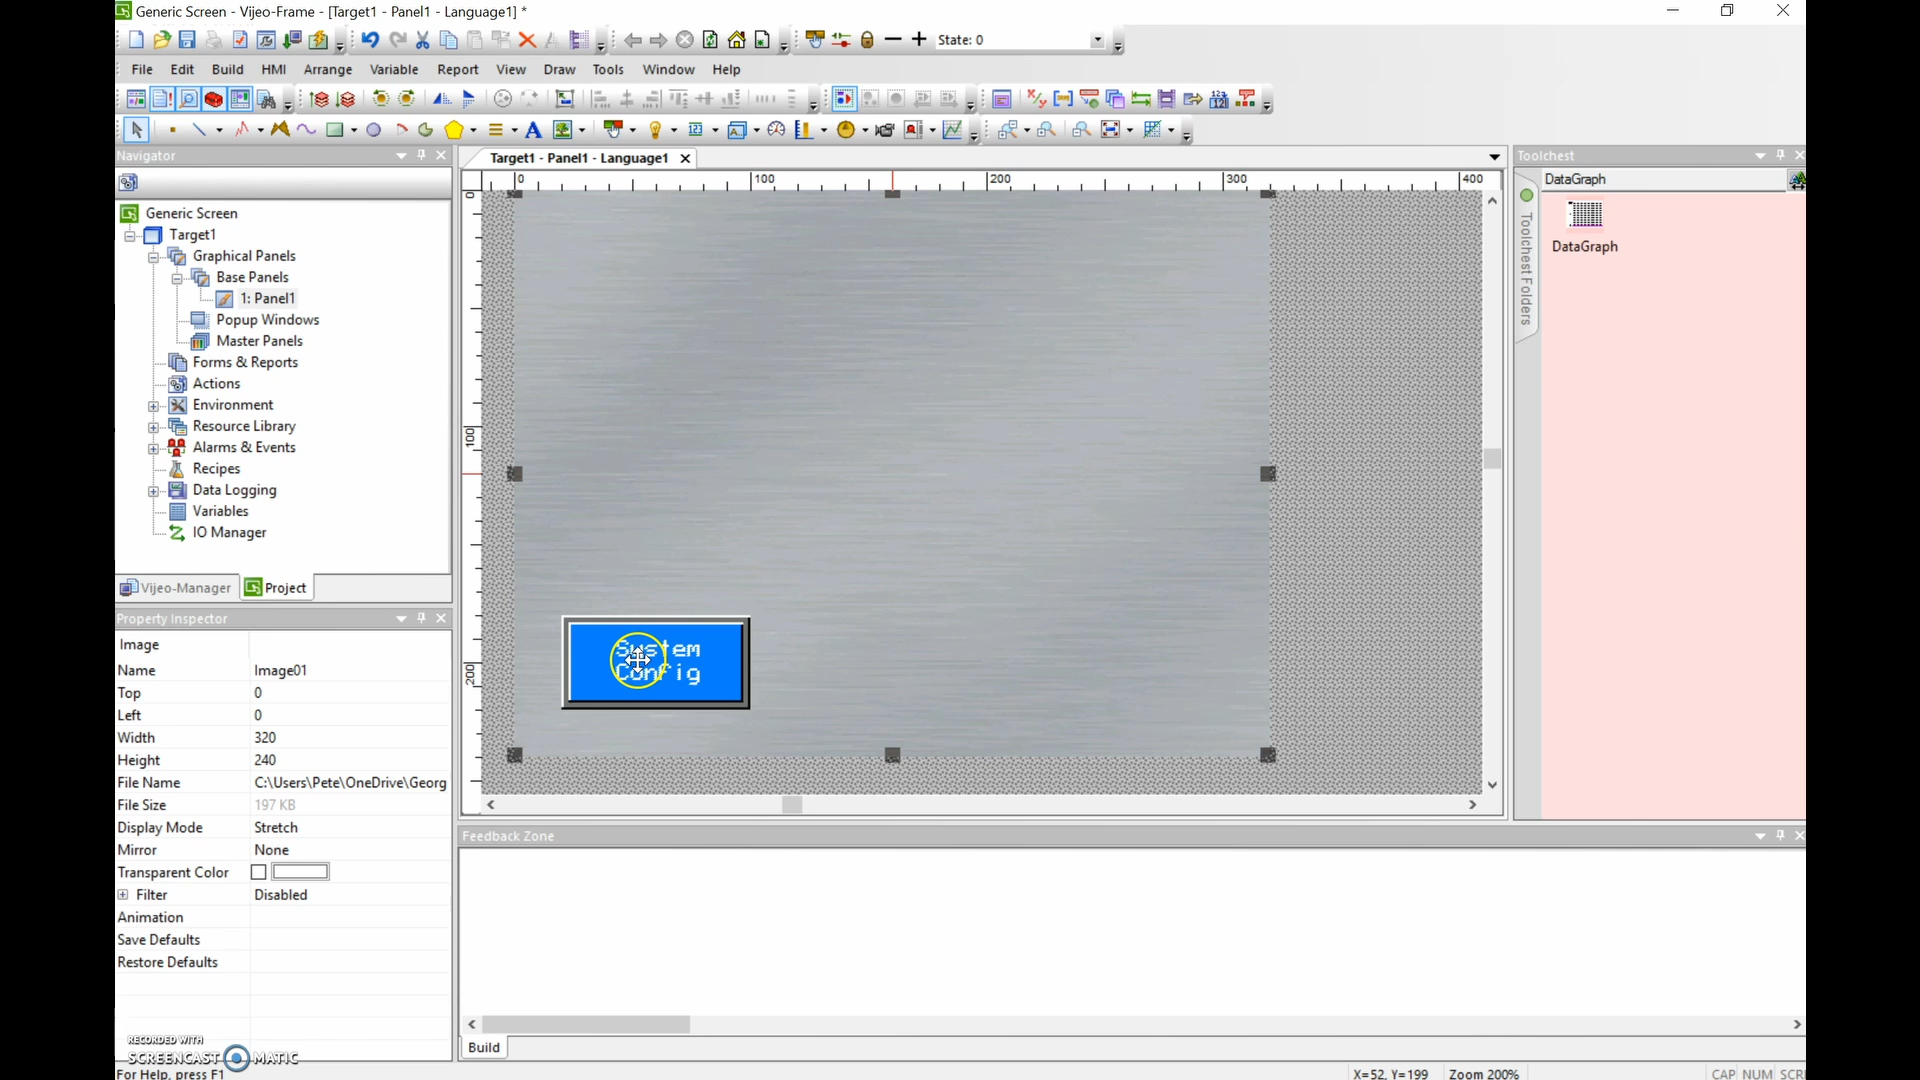 Generic Screen - Vijeo-Frame - [Target1 - Panel1 - Language1] *
State: 0
File Edit Build HMI Arrange Variable Report View Draw Tools Window Help
Navigator
Target1 - Panel1 - Language1
Toolchest
DataGraph
0 100 200 300 400
Generic Screen
Target1
Graphical Panels
Base Panels
1: Panel1
Popup Windows
Master Panels
Forms & Reports
Actions
Environment
Resource Library
Alarms & Events
Recipes
Data Logging
Variables
IO Manager
Vijeo-Manager Project
0
100
200
System
Config
Toolchest Folders
DataGraph
Property Inspector
Image
Name Image01
Top 0
Left 0
Width 320
Height 240
File Name C:\Users\Pete\OneDrive\Georg
File Size 197 KB
Display Mode Stretch
Mirror None
Transparent Color
Filter Disabled
Animation
Save Defaults
Restore Defaults
Feedback Zone
Build
RECORDED WITH
SCREENCAST MATIC
For Help, press F1
X=52, Y=199 Zoom 200% CAP NUM SCRI